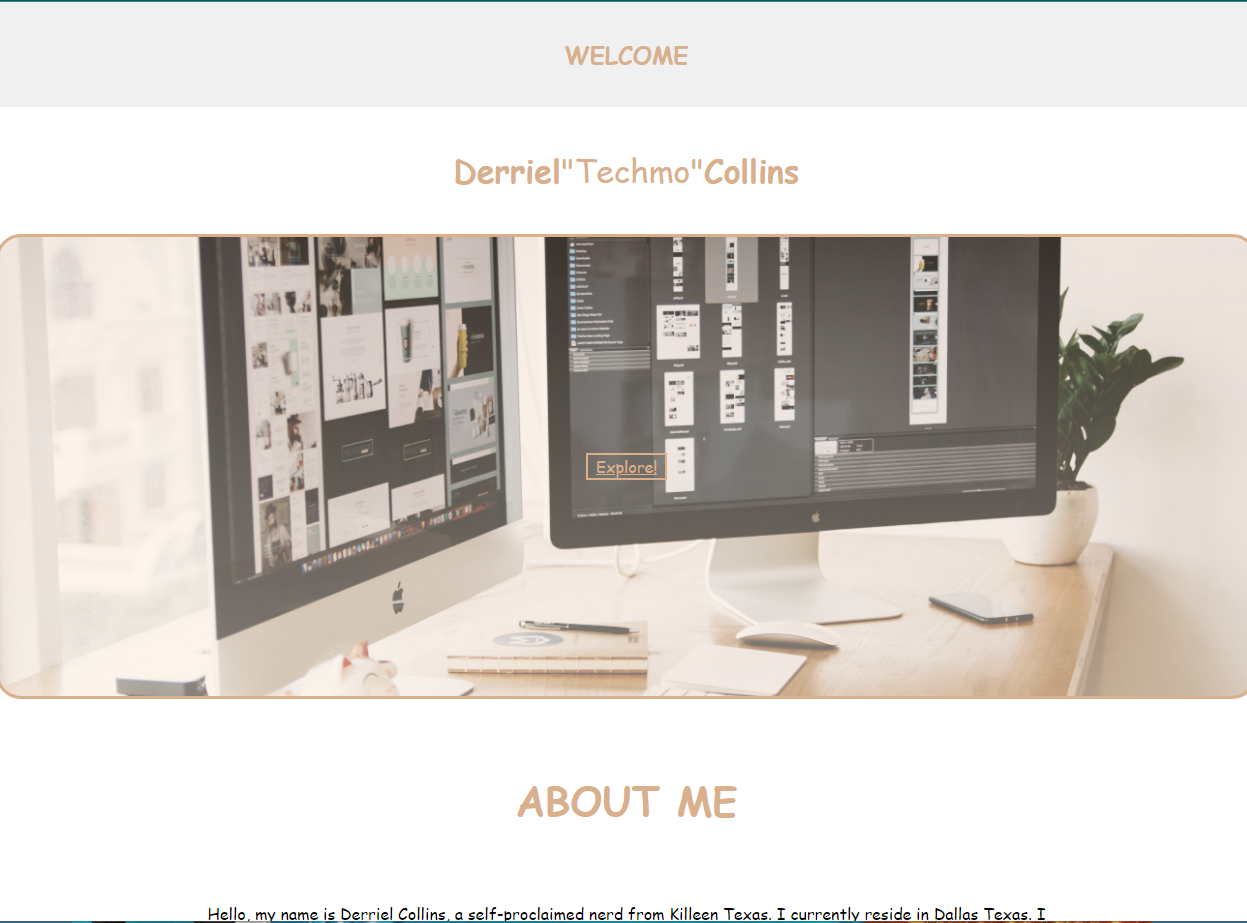 WELCOME
Derriel"Techmo"Collins
Explore!
ABOUT ME
Hello, my name is Derriel Collins, a self-proclaimed nerd from Killeen Texas. I currently reside in Dallas Texas. I